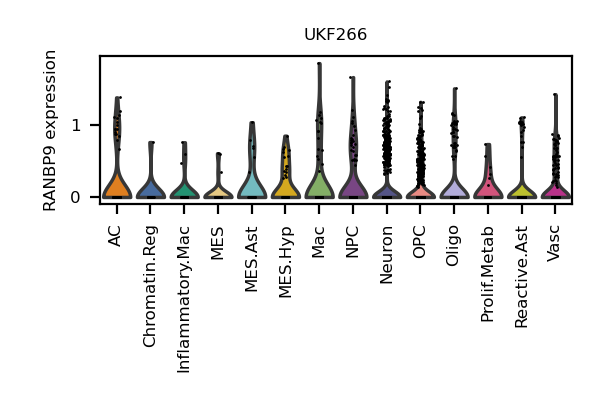 UKF266
RANBP9 expression
1
0
AC
Chromatin.Reg
Inflammatory.Mac
MES
MES.Ast
MES.Hyp
Mac
NPC
Neuron
OPC
Oligo
Prolif.Metab
Reactive.Ast
Vasc